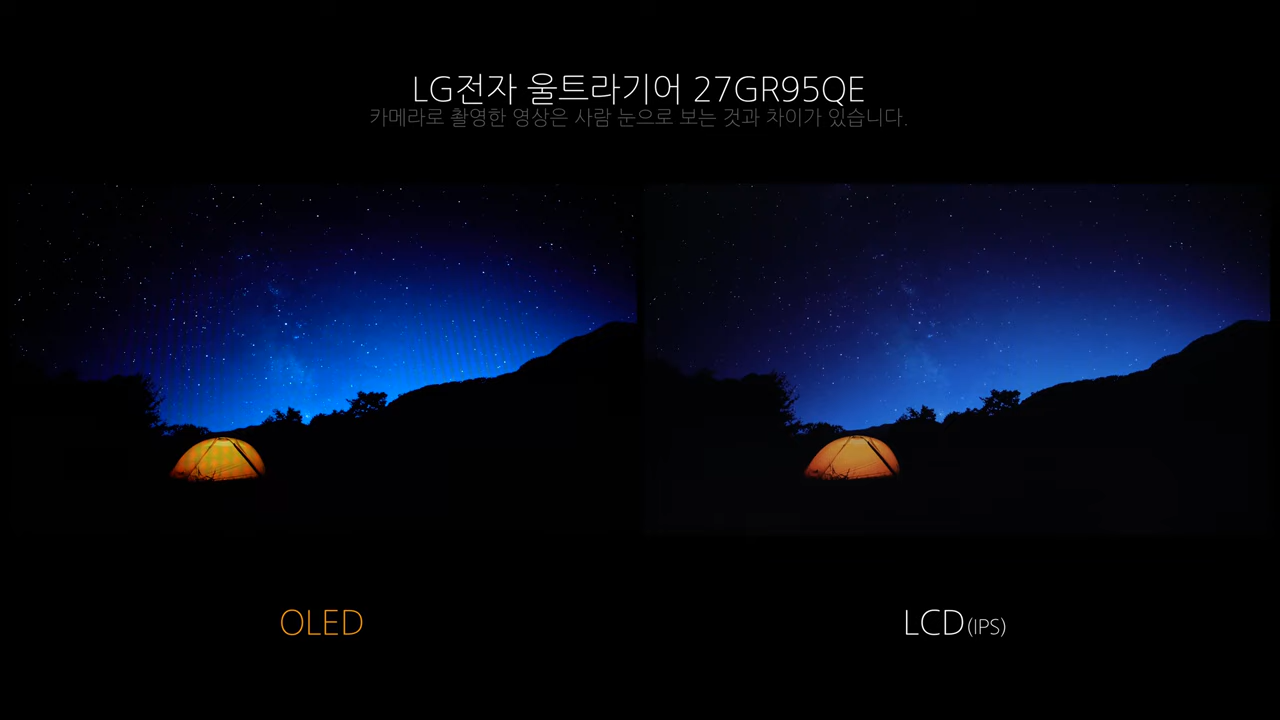 LG전자 울트라기어 27GR95QE
카메라로 촬영한 영상은 사람 눈으로 보는 것과 차이가 있습니다.
OLED
LCD(IPS)